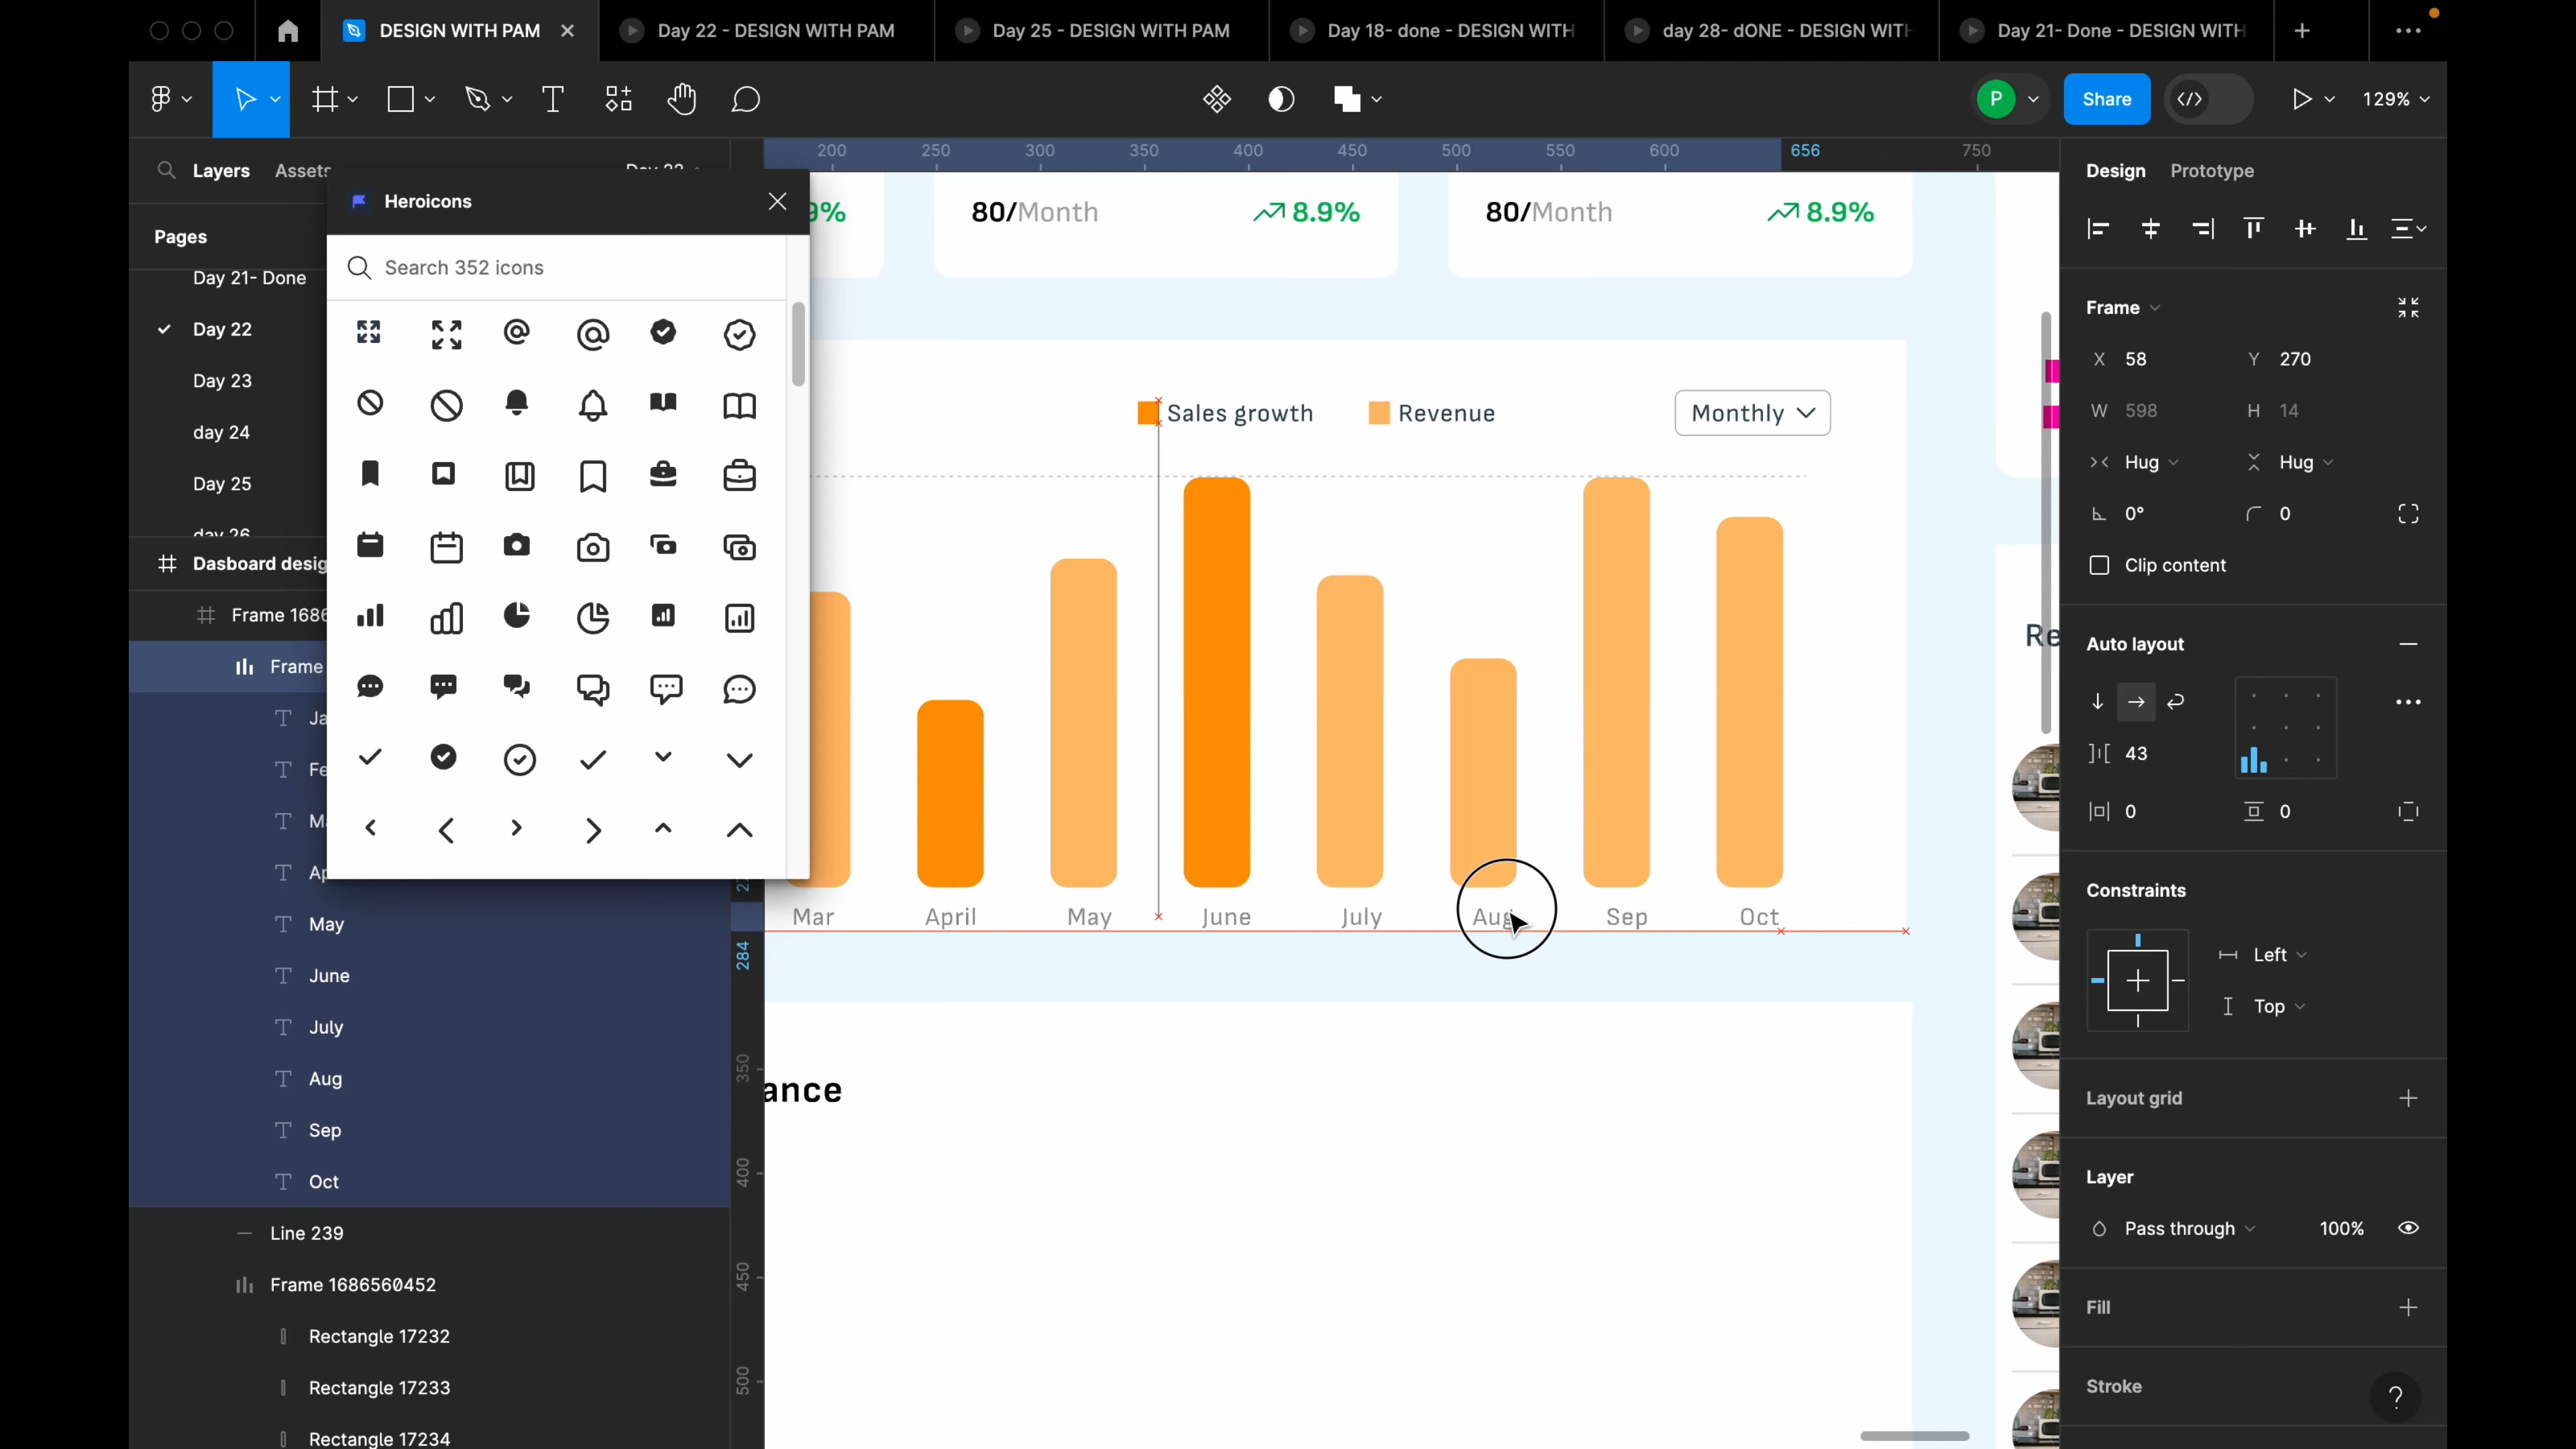 DESIGN WITH PAM
Day 22 - DESIGN WITH PAM
Day 25 - DESIGN WITH PAM
Day 18- done - DESIGN WITH
day 28- dONE - DESIGN WITH
Day 21- Done - DESIGN WITH
P
Share
129%
Layers
Assets
Pages
Day 21- Done
Day 22
Day 23
day 24
Day 25
day 26
Heroicons
Search 352 icons
Frame
May
June
July
Aug
Sep
Oct
Line 239
Frame 1686560452
Rectangle 17232
Rectangle 17233
Rectangle 17234
200
250
300
350
400
450
500
550
600
656
750
284
350
400
450
500
80/Month
8.9%
80/Month
8.9%
Sales growth
Revenue
Monthly
Mar
April
May
June
July
Aug
Sep
Oct
Design
Prototype
Frame
X 58
Y 270
W 598
H 14
Hug
Hug
0°
0
Clip content
Auto layout
43
0
0
Constraints
Left
Top
Layout grid
Layer
Pass through
100%
Fill
Stroke
?